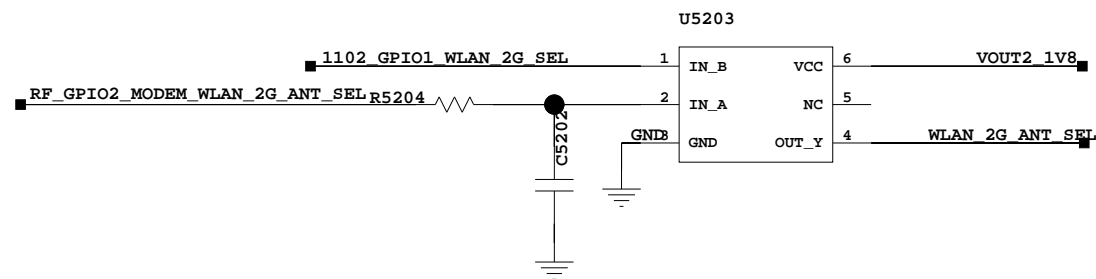 U5203
1102_GPIO1_WLAN_2G_SEL 1 IN_B VCC 6 VOUT2_1V8
RF_GPIO2_MODEM_WLAN_2G_ANT_SEL R5204 2 IN_A NC 5
C5202
GND 3 GND OUT_Y 4 WLAN_2G_ANT_SEL